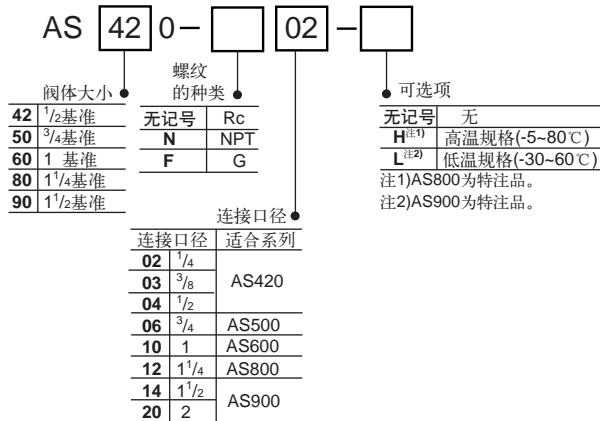 AS 42 0－ 02 －
阀体大小
42 1/2基准
50 3/4基准
60 1 基准
80 1 1/4基准
90 1 1/2基准
螺纹
的种类
无记号 Rc
N NPT
F G
可选项
无记号 无
H注1) 高温规格(-5~80℃)
L注2) 低温规格(-30~60℃)
注1)AS800为特注品。
注2)AS900为特注品。
连接口径
连接口径 适合系列
02 1/4
03 3/8 AS420
04 1/2
06 3/4 AS500
10 1 AS600
12 1 1/4 AS800
14 1 1/2 AS900
20 2